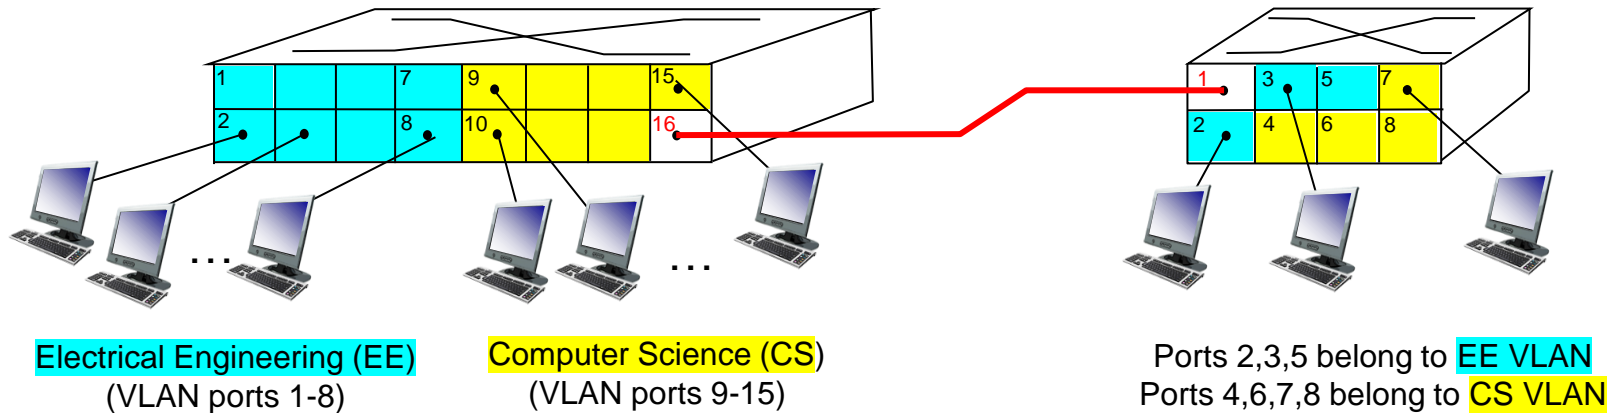 1 7 9 15
2 8 10 16
1 3 5 7
2 4 6 8
... ...
Electrical Engineering (EE)
(VLAN ports 1-8)
Computer Science (CS)
(VLAN ports 9-15)
Ports 2,3,5 belong to EE VLAN
Ports 4,6,7,8 belong to CS VLAN